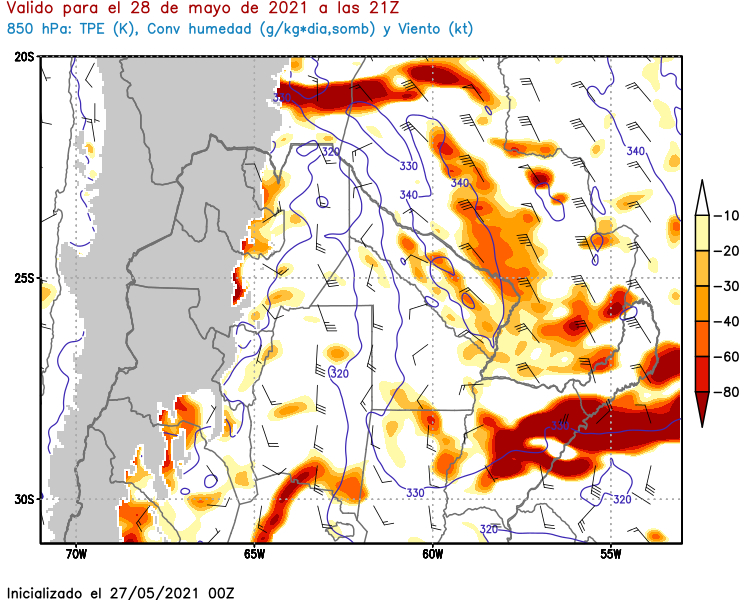 Valido para el 28 de mayo de 2021 a las 21Z
850 hPa: TPE (K), Conv humedad (g/kg*dia,somb) y Viento (kt)
20S
330
320
330
340
340
340
-10
-20
25S
-30
-40
-60
320
-80
330
330
320
30S
320
70W 65W 60W 55W
Inicializado el 27/05/2021 00Z